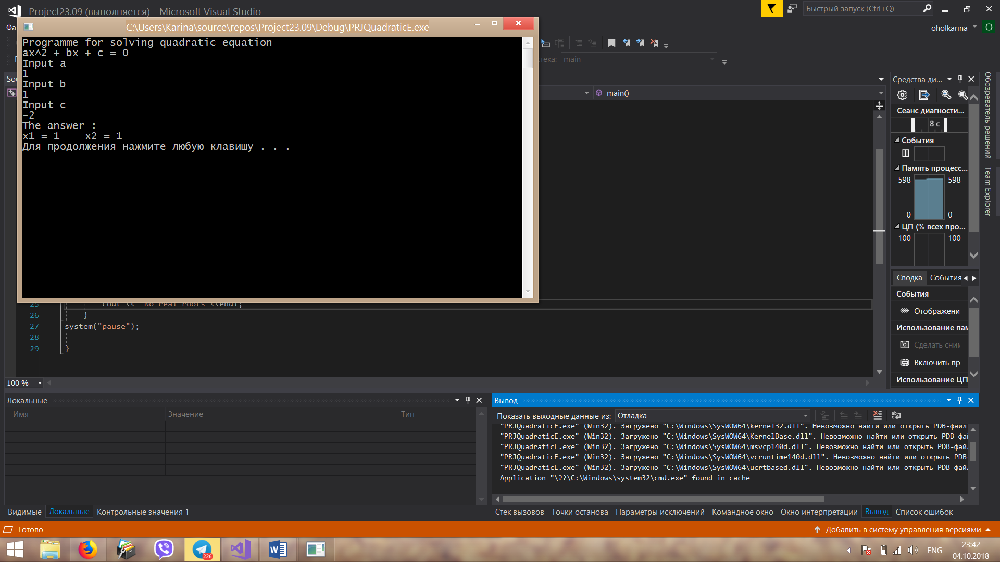 Project23.09 (выполняется) - Microsoft Visual Studio
Быстрый запуск (Ctrl+Q)
oholkarina
O
C:\Users\Karina\source\repos\Project23.09\Debug\PRJQuadraticE.exe
Programme for solving quadratic equation
ax^2 + bx + c = 0
Input a
1
Input b
1
Input c
-2
The answer :
x1 = 1    x2 = 1
Для продолжения нажмите любую клавишу . . .
main
main()
25 cout << "No real roots"<<endl;
26 }
27 system("pause");
28
29 }
100 %
Средства ди...
Сеанс диагности...
8 с
События
Память процесс...
598 598
0 0
ЦП (% всех про...
100 100
Сводка События
События
Отображени
Использование пам
Сделать сним
Включить пр
Использование ЦП
Обозреватель решений
Team Explorer
Локальные
Имя Значение Тип
Видимые Локальные Контрольные значения 1
Вывод
Показать выходные данные из: Отладка
"PRJQuadraticE.exe" (Win32). Загружено "C:\Windows\SysWOW64\kernel32.dll". Невозможно найти или открыть PDB-файл
"PRJQuadraticE.exe" (Win32). Загружено "C:\Windows\SysWOW64\KernelBase.dll". Невозможно найти или открыть PDB-фа
"PRJQuadraticE.exe" (Win32). Загружено "C:\Windows\SysWOW64\msvcp140d.dll". Невозможно найти или открыть PDB-файл
"PRJQuadraticE.exe" (Win32). Загружено "C:\Windows\SysWOW64\vcruntime140d.dll". Невозможно найти или открыть PDB
"PRJQuadraticE.exe" (Win32). Загружено "C:\Windows\SysWOW64\ucrtbased.dll". Невозможно найти или открыть PDB-файл
Application "\??\C:\Windows\system32\cmd.exe" found in cache
Стек вызовов Точки останова Параметры исключений Командное окно Окно интерпретации Вывод Список ошибок
Готово
Добавить в систему управления версиями
226
ENG
23:42
04.10.2018